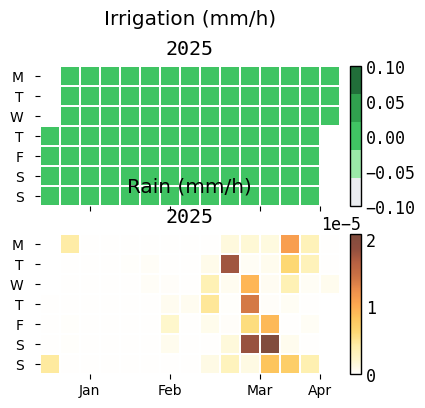 Irrigation (mm/h)
2025
M
T
W
T
F
S
S
0.10
0.05
0.00
−0.05
−0.10
Rain (mm/h)
2025
1e−5
M
T
W
T
F
S
S
2
1
0
Jan Feb Mar Apr